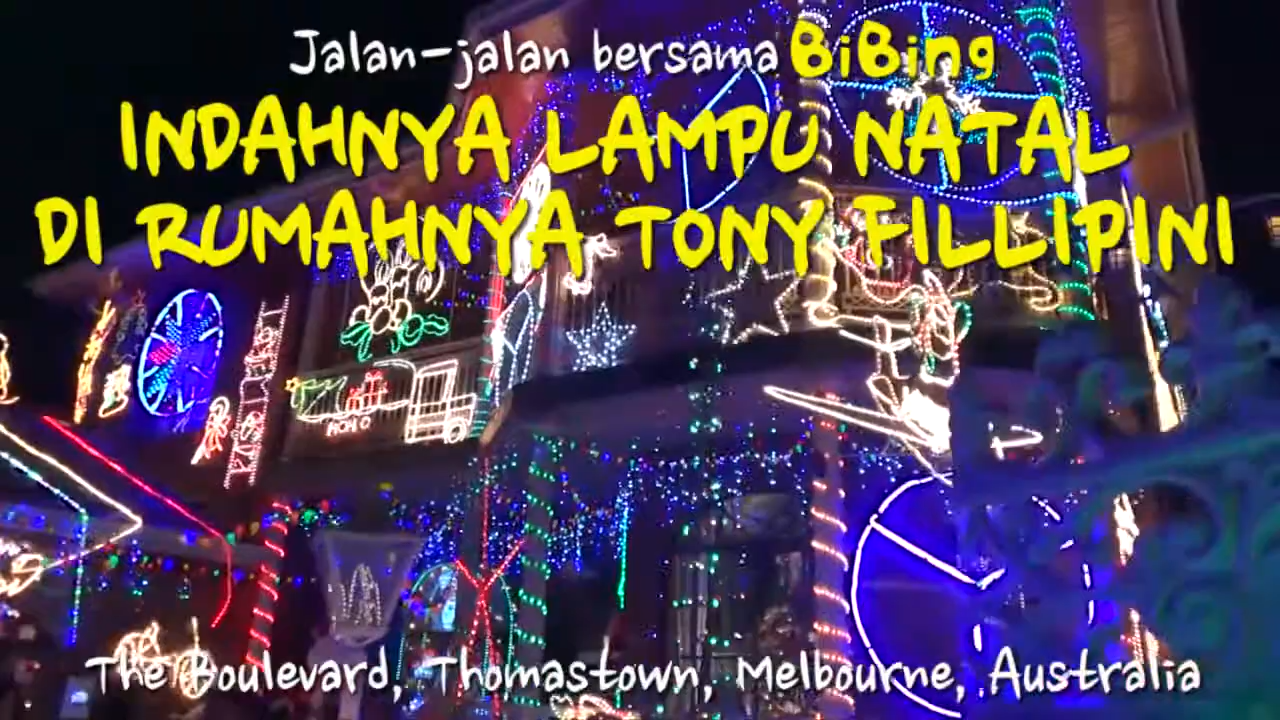 Jalan-jalan bersama BiBing
INDAHNYA LAMPU NATAL
DI RUMAHNYA TONY FILLIPINI
The Boulevard, Thomastown, Melbourne, Australia